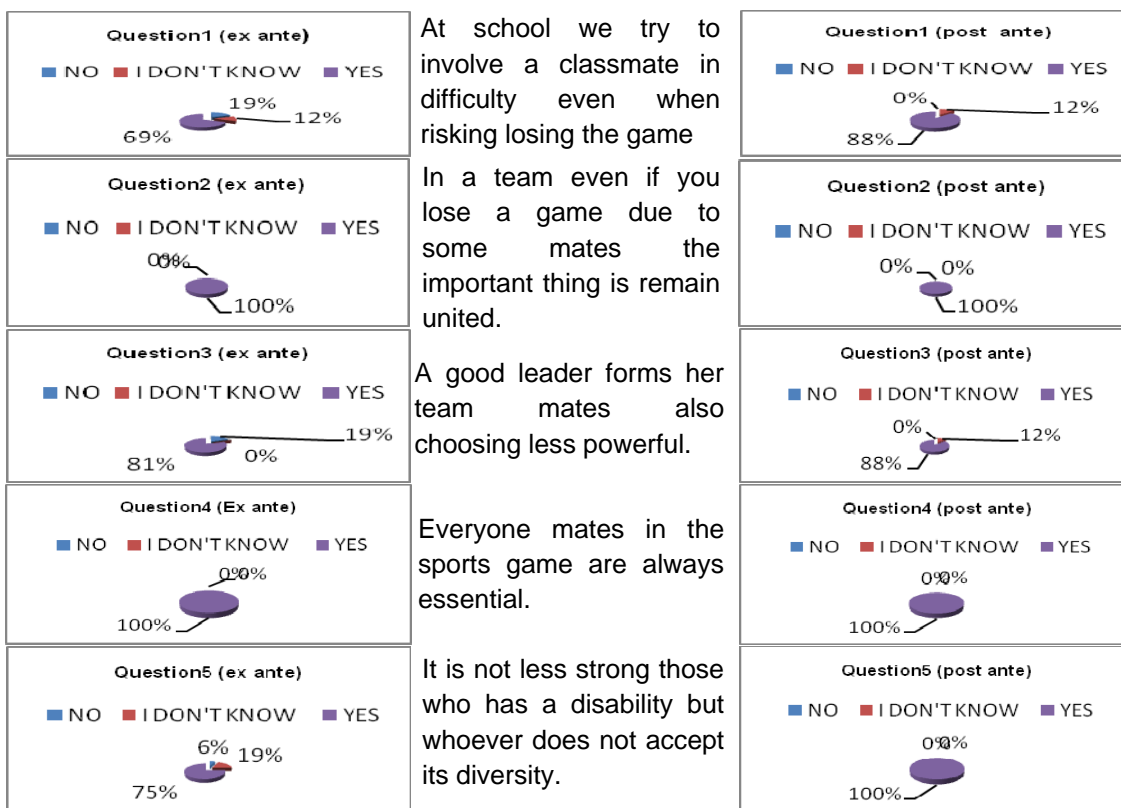 Question1 (ex ante)
NO I DON'T KNOW YES
19%
12%
69%
At school we try to
involve a classmate in
difficulty even when
risking losing the game
Question1 (post ante)
NO I DON'T KNOW YES
0%
12%
88%
Question2 (ex ante)
NO I DON'T KNOW YES
0%
0%
100%
In a team even if you
lose a game due to
some mates the
important thing is remain
united.
Question2 (post ante)
NO I DON'T KNOW YES
0% 0%
100%
Question3 (ex ante)
NO I DON'T KNOW YES
19%
81% 0%
A good leader forms her
team mates also
choosing less powerful.
Question3 (post ante)
NO I DON'T KNOW YES
0%
12%
88%
Question4 (Ex ante)
NO I DON'T KNOW YES
0% 0%
100%
Everyone mates in the
sports game are always
essential.
Question4 (post ante)
NO I DON'T KNOW YES
0% 0%
100%
Question5 (ex ante)
NO I DON'T KNOW YES
6%
19%
75%
It is not less strong those
who has a disability but
whoever does not accept
its diversity.
Question5 (post ante)
NO I DON'T KNOW YES
0% 0%
100%